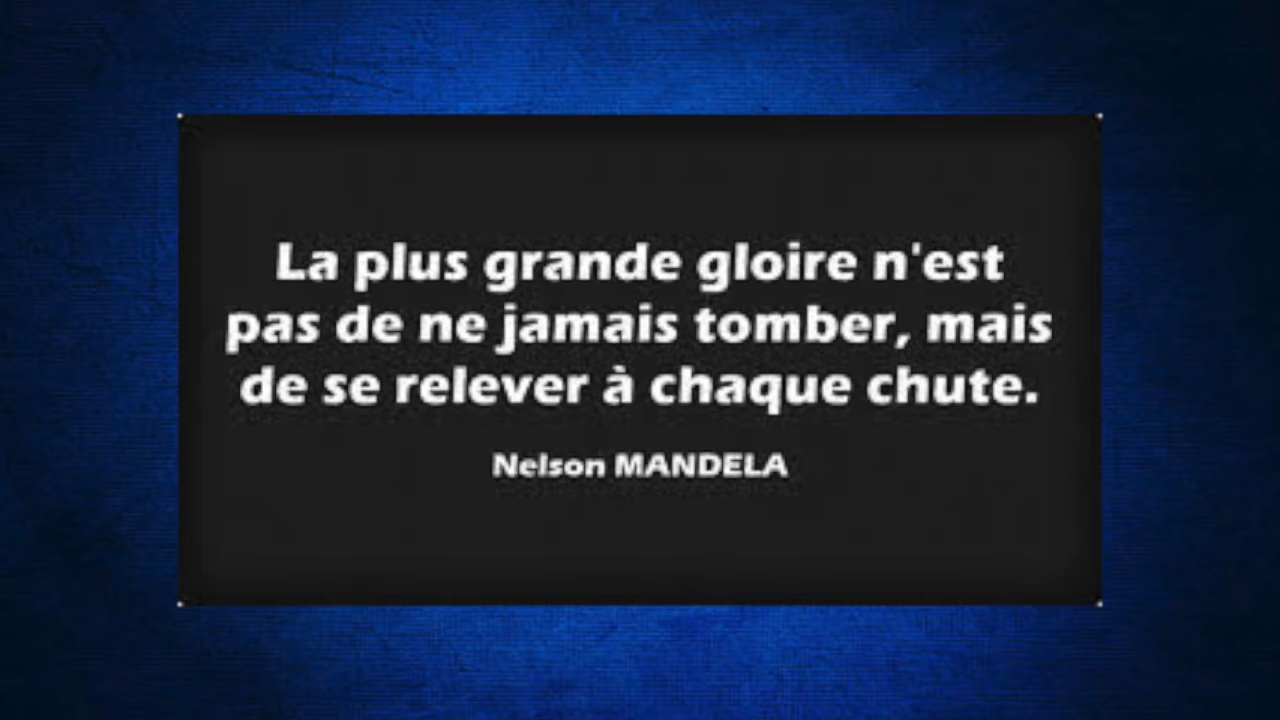 La plus grande gloire n'est
pas de ne jamais tomber, mais
de se relever à chaque chute.
Nelson MANDELA